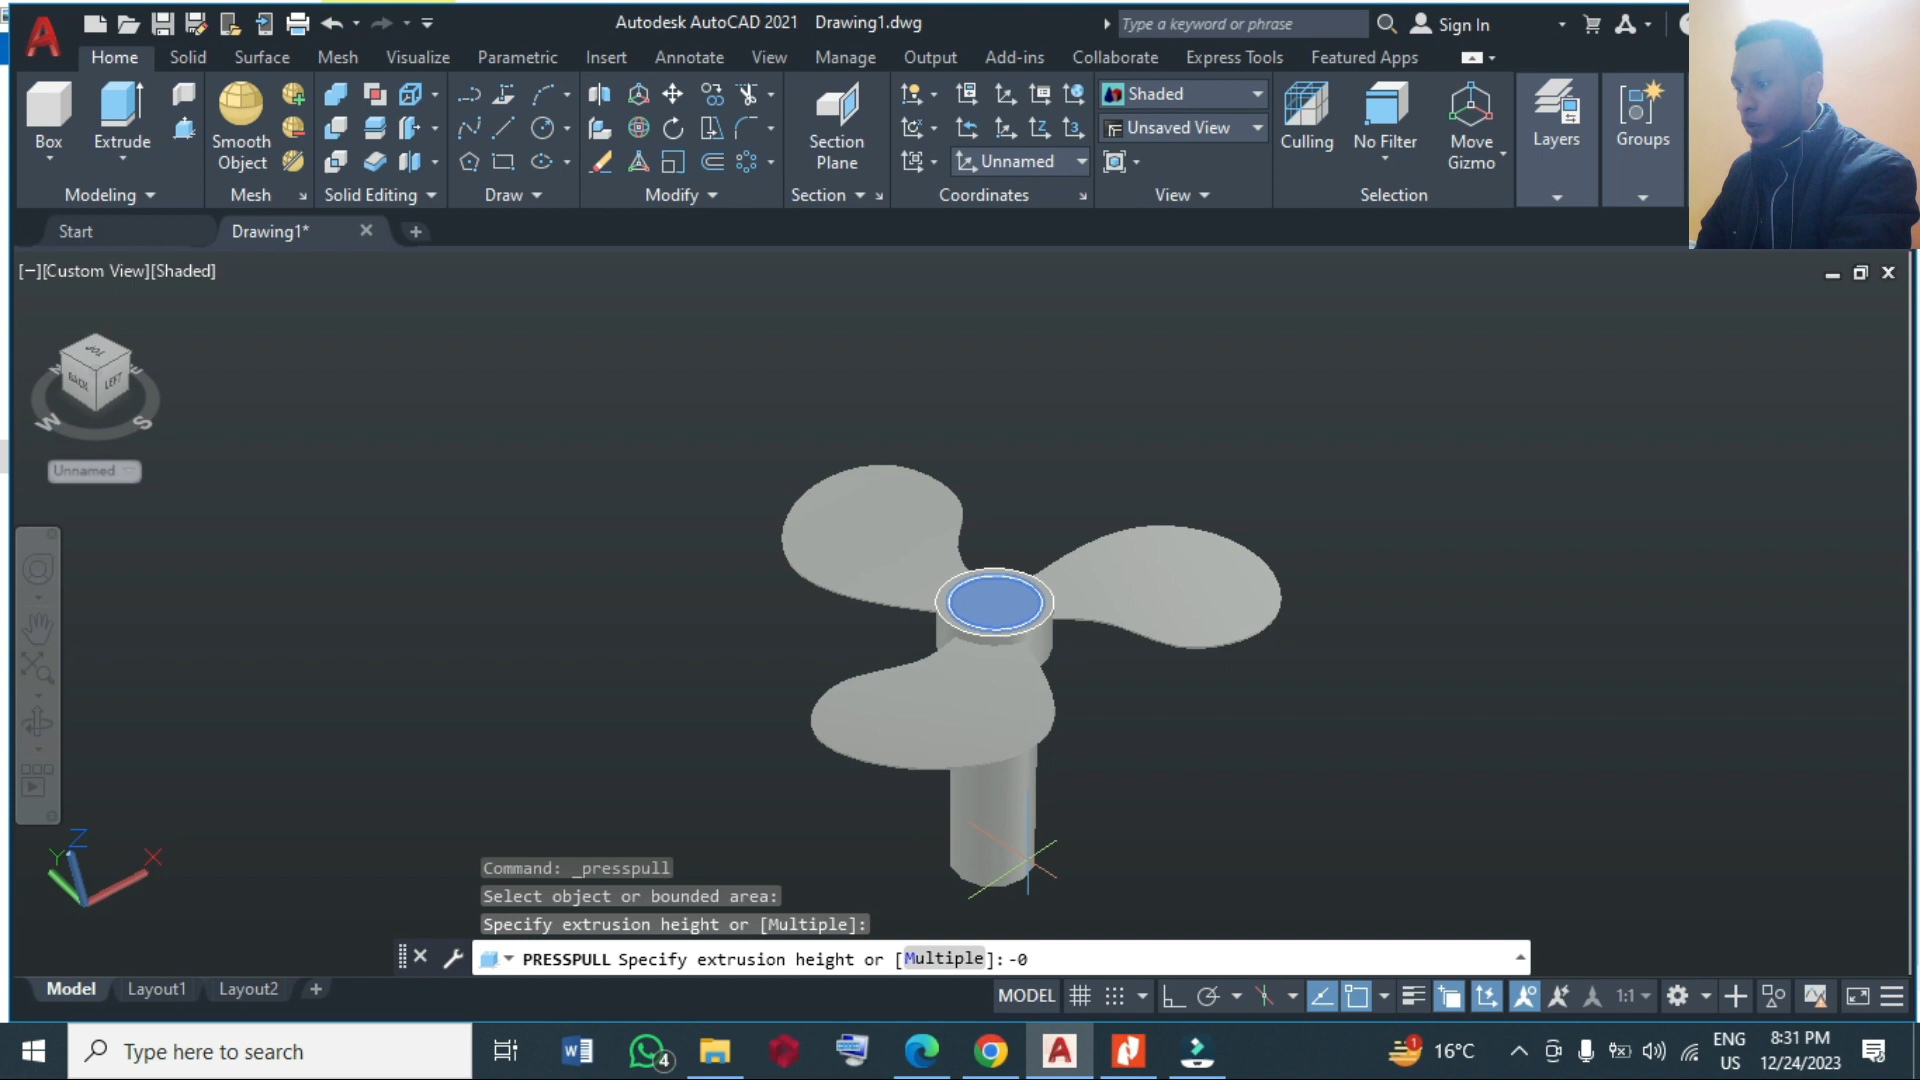 Autodesk AutoCAD 2021 Drawing1.dwg
Type a keyword or phrase
Sign In
Home Solid Surface Mesh Visualize Parametric Insert Annotate View Manage Output Add-ins Collaborate Express Tools Featured Apps
Box
Extrude
Smooth Object
Section Plane
Shaded
Unsaved View
Unnamed
Culling
No Filter
Move Gizmo
Layers
Groups
Modeling
Mesh
Solid Editing
Draw
Modify
Section
Coordinates
View
Selection
Start
Drawing1*
[−][Custom View][Shaded]
TOP
BACK
LEFT
W
S
Unnamed
Z
Y
X
Command: _presspull
Select object or bounded area:
Specify extrusion height or [Multiple]:
PRESSPULL Specify extrusion height or [Multiple]: -0
Model Layout1 Layout2
MODEL
1:1
Type here to search
4
1
16°C
ENG
US
8:31 PM
12/24/2023